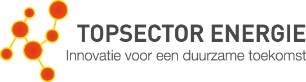 TOPSECTOR ENERGIE
Innovatie voor een duurzame toekomst